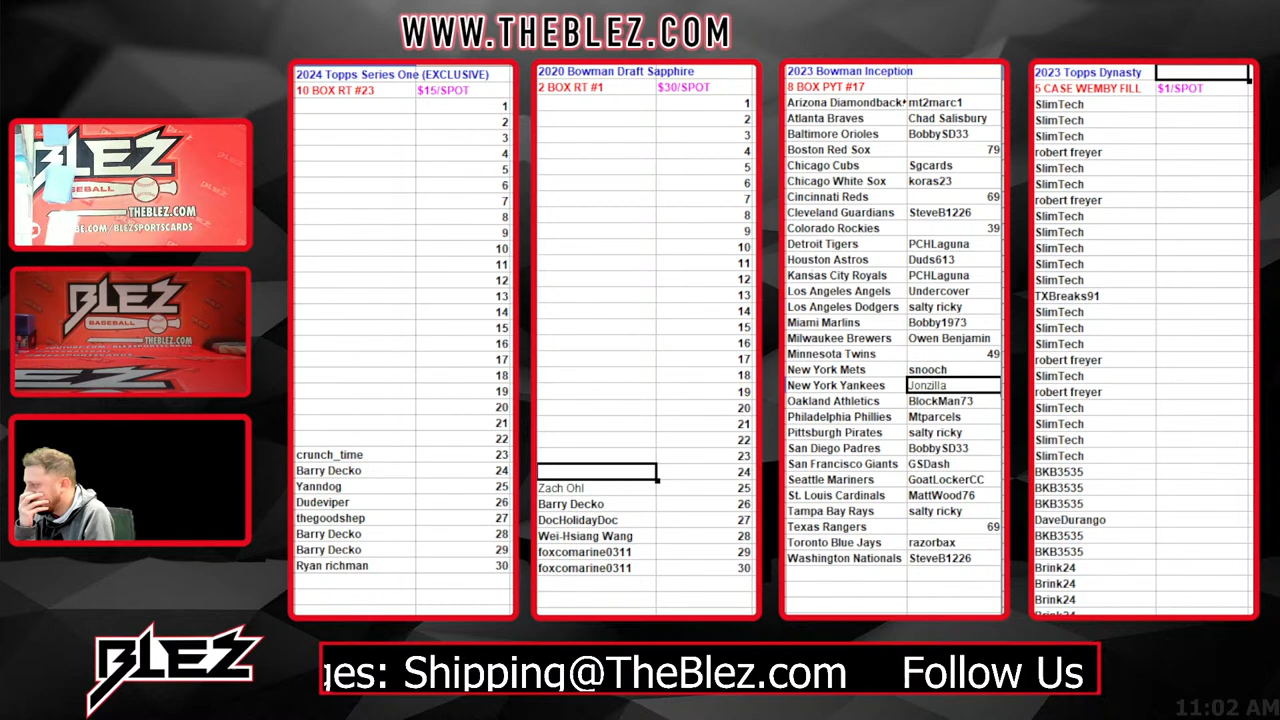 WWW.THEBLEZ.COM
BLEZ
BASEBALL
THEBLEZ.COM
BE.COM/BLEZSPORTSCARDS
BLEZ
BASEBALL
THEBLEZ.COM
2024 Topps Series One (EXCLUSIVE)
10 BOX RT #23 $15/SPOT
1
2
3
4
5
6
7
8
9
10
11
12
13
14
15
16
17
18
19
20
21
22
crunch_time 23
Barry Decko 24
Yanndog 25
Dudeviper 26
thegoodshep 27
Barry Decko 28
Barry Decko 29
Ryan richman 30
2020 Bowman Draft Sapphire
2 BOX RT #1 $30/SPOT
1
2
3
4
5
6
7
8
9
10
11
12
13
14
15
16
17
18
19
20
21
22
23
24
Zach Ohl 25
Barry Decko 26
DocHolidayDoc 27
Wei-Hsiang Wang 28
foxcomarine0311 29
foxcomarine0311 30
2023 Bowman Inception
8 BOX PYT #17
Arizona Diamondback mt2marc1
Atlanta Braves Chad Salisbury
Baltimore Orioles BobbySD33
Boston Red Sox 79
Chicago Cubs Sgcards
Chicago White Sox koras23
Cincinnati Reds 69
Cleveland Guardians SteveB1226
Colorado Rockies 39
Detroit Tigers PCHLaguna
Houston Astros Duds613
Kansas City Royals PCHLaguna
Los Angeles Angels Undercover
Los Angeles Dodgers salty ricky
Miami Marlins Bobby1973
Milwaukee Brewers Owen Benjamin
Minnesota Twins 49
New York Mets snooch
New York Yankees Jonzilla
Oakland Athletics BlockMan73
Philadelphia Phillies Mtparcels
Pittsburgh Pirates salty ricky
San Diego Padres BobbySD33
San Francisco Giants GSDash
Seattle Mariners GoatLockerCC
St. Louis Cardinals MattWood76
Tampa Bay Rays salty ricky
Texas Rangers 69
Toronto Blue Jays razorbax
Washington Nationals SteveB1226
2023 Topps Dynasty
5 CASE WEMBY FILL $1/SPOT
SlimTech
SlimTech
SlimTech
robert freyer
SlimTech
SlimTech
robert freyer
SlimTech
SlimTech
SlimTech
SlimTech
SlimTech
TXBreaks91
SlimTech
SlimTech
SlimTech
robert freyer
SlimTech
robert freyer
SlimTech
SlimTech
SlimTech
SlimTech
BKB3535
BKB3535
BKB3535
DaveDurango
BKB3535
BKB3535
Brink24
Brink24
Brink24
Brink24
BLEZ
ges: Shipping@TheBlez.com Follow Us
11:02 AM